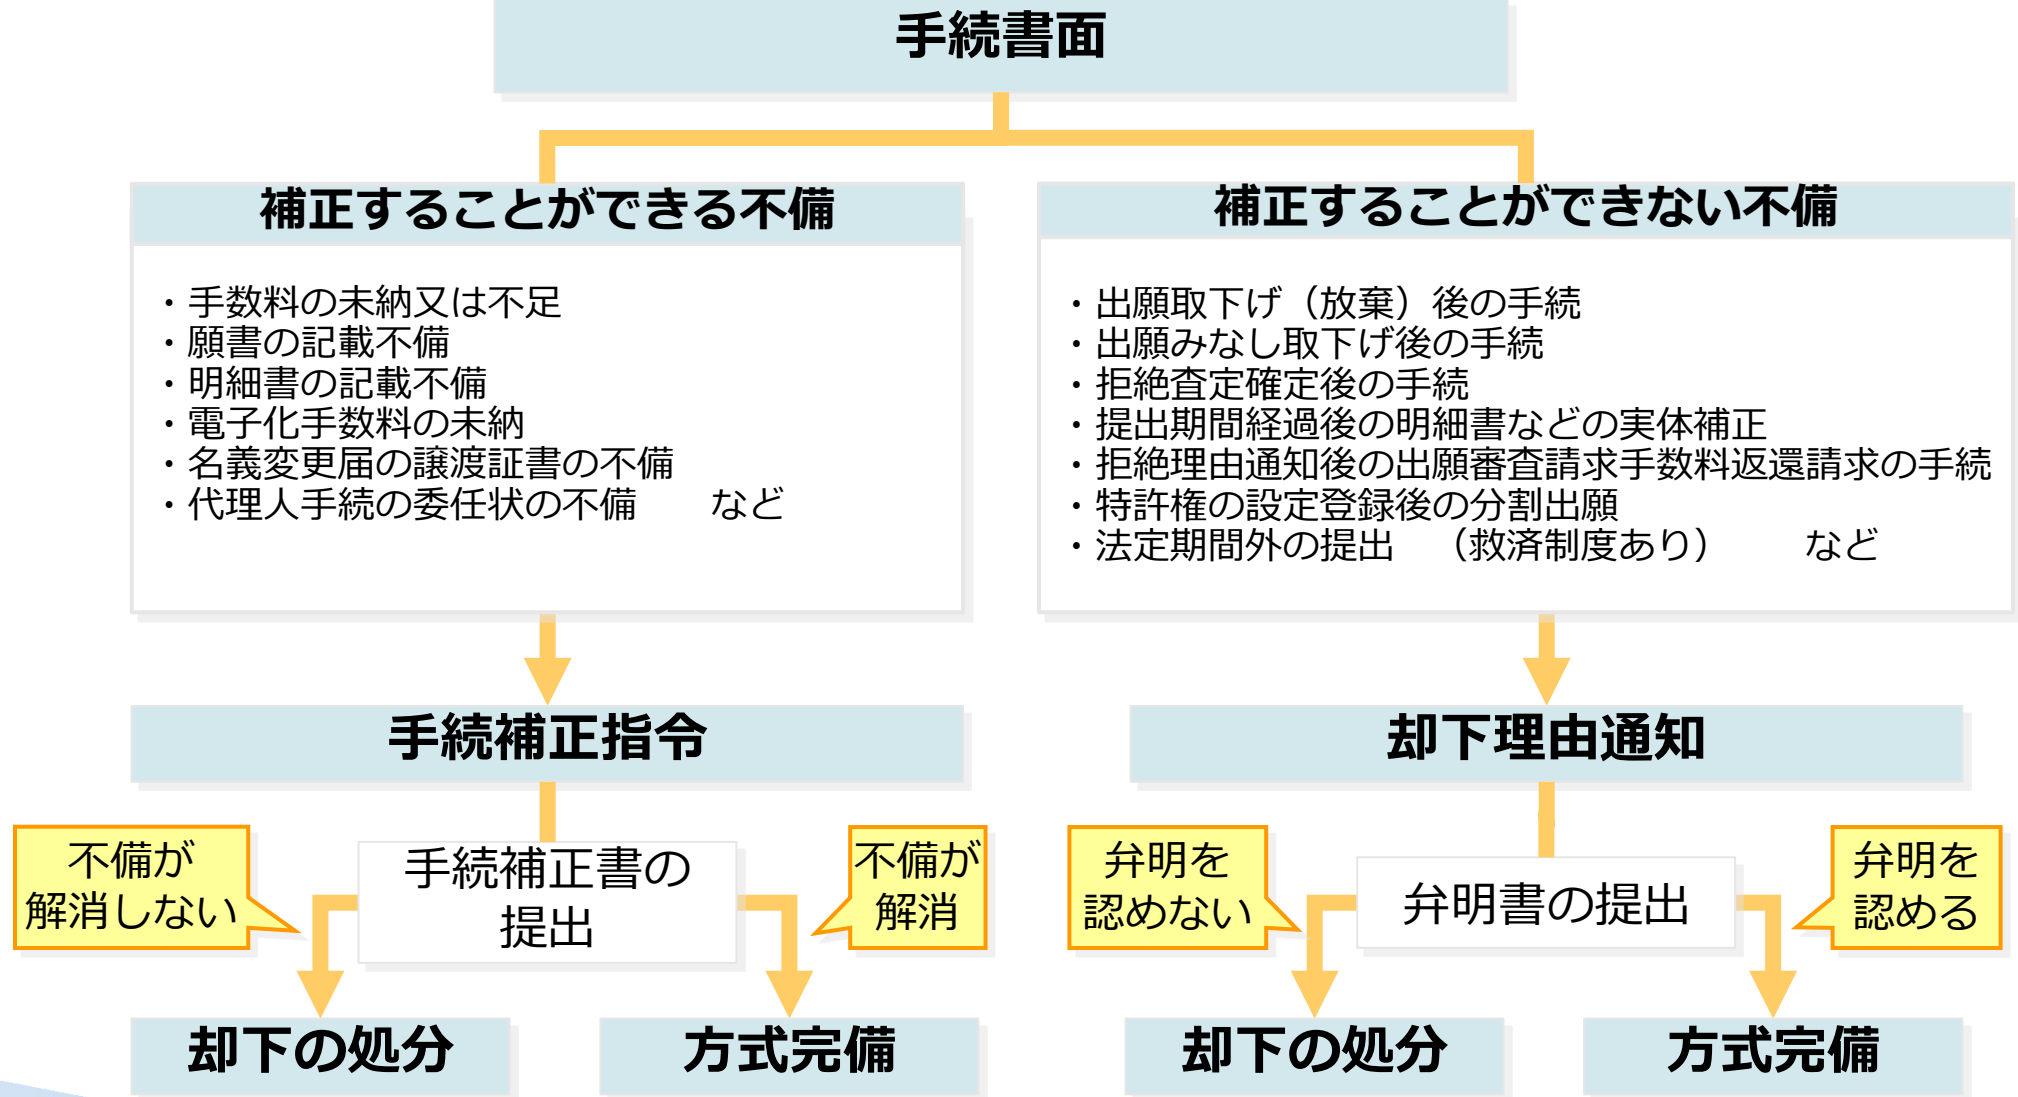 手続書面
補正することができる不備
・手数料の未納又は不足
・願書の記載不備
・明細書の記載不備
・電子化手数料の未納
・名義変更届の譲渡証書の不備
・代理人手続の委任状の不備　　など
補正することができない不備
・出願取下げ（放棄）後の手続
・出願みなし取下げ後の手続
・拒絶査定確定後の手続
・提出期間経過後の明細書などの実体補正
・拒絶理由通知後の出願審査請求手数料返還請求の手続
・特許権の設定登録後の分割出願
・法定期間外の提出　（救済制度あり）　　など
手続補正指令
不備が
解消しない
手続補正書の
提出
不備が
解消
却下の処分
方式完備
却下理由通知
弁明を
認めない
弁明書の提出
弁明を
認める
却下の処分
方式完備